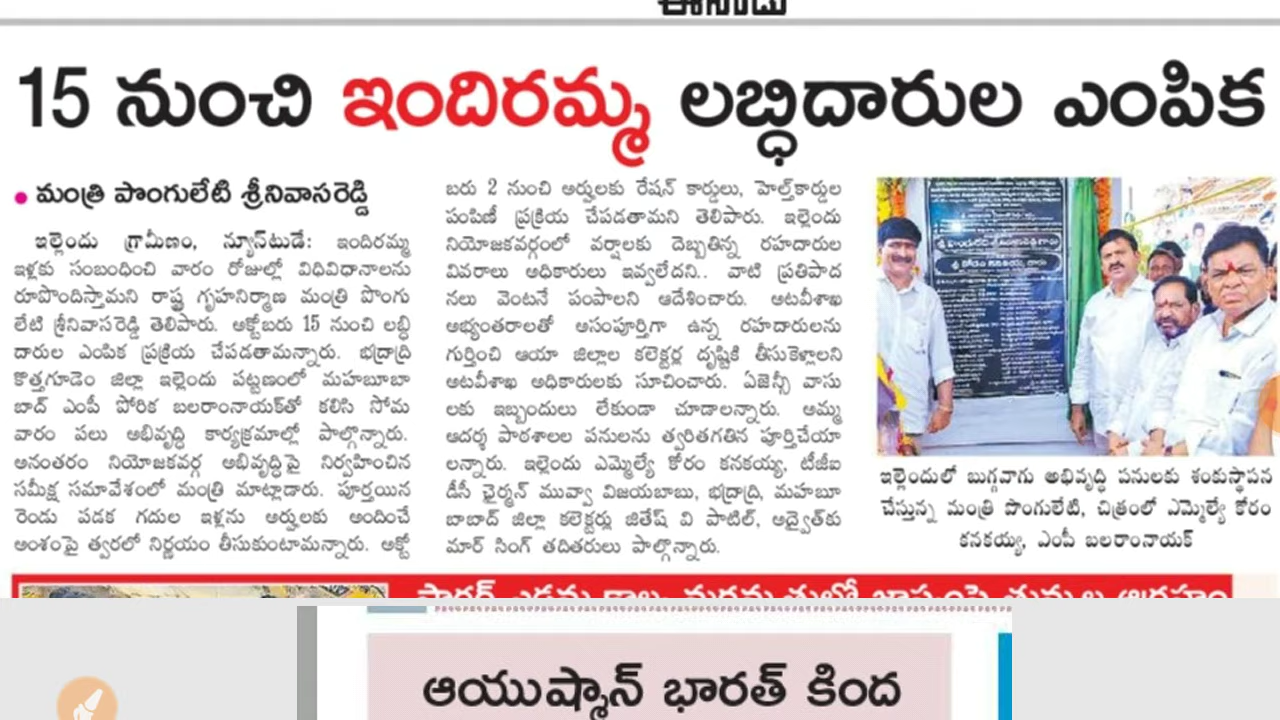 ఈనాడు
15 నుంచి ఇందిరమ్మ లబ్ధిదారుల ఎంపిక
• మంత్రి పొంగులేటి శ్రీనివాసరెడ్డి
ఇల్లెందు గ్రామీణం, న్యూస్‌టుడే: ఇందిరమ్మ
ఇళ్లకు సంబంధించి వారం రోజుల్లో విధివిధానాలను
రూపొందిస్తామని రాష్ట్ర గృహనిర్మాణ మంత్రి పొంగు
లేటి శ్రీనివాసరెడ్డి తెలిపారు. అక్టోబరు 15 నుంచి లబ్ధి
దారుల ఎంపిక ప్రక్రియ చేపడతామన్నారు. భద్రాద్రి
కొత్తగూడెం జిల్లా ఇల్లెందు పట్టణంలో మహబూబా
బాద్ ఎంపీ పోరిక బలరాంనాయక్‌తో కలిసి సోమ
వారం పలు అభివృద్ధి కార్యక్రమాల్లో పాల్గొన్నారు.
అనంతరం నియోజకవర్గ అభివృద్ధిపై నిర్వహించిన
సమీక్ష సమావేశంలో మంత్రి మాట్లాడారు. పూర్తయిన
రెండు పడక గదుల ఇళ్లను అర్హులకు అందించే
అంశంపై త్వరలో నిర్ణయం తీసుకుంటామన్నారు. అక్టో
బరు 2 నుంచి అర్హులకు రేషన్ కార్డులు, హెల్త్‌కార్డుల
పంపిణీ ప్రక్రియ చేపడతామని తెలిపారు. ఇల్లెందు
నియోజకవర్గంలో వర్షాలకు దెబ్బతిన్న రహదారుల
వివరాలు అధికారులు ఇవ్వలేదని.. వాటి ప్రతిపాద
నలు వెంటనే పంపాలని ఆదేశించారు. అటవీశాఖ
అభ్యంతరాలతో అసంపూర్తిగా ఉన్న రహదారులను
గుర్తించి ఆయా జిల్లాల కలెక్టర్ల దృష్టికి తీసుకెళ్లాలని
అటవీశాఖ అధికారులకు సూచించారు. ఏజెన్సీ వాసు
లకు ఇబ్బందులు లేకుండా చూడాలన్నారు. అమ్మ
ఆదర్శ పాఠశాలల పనులను త్వరితగతిన పూర్తిచేయా
లన్నారు. ఇల్లెందు ఎమ్మెల్యే కోరం కనకయ్య, టీజీఐ
డీసీ ఛైర్మన్ మువ్వా విజయబాబు, భద్రాద్రి, మహబూ
బాబాద్ జిల్లా కలెక్టర్లు జితేష్ వి పాటిల్, అద్వైత్‌కు
మార్ సింగ్ తదితరులు పాల్గొన్నారు.
ఇల్లెందులో బుగ్గవాగు అభివృద్ధి పనులకు శంకుస్థాపన
చేస్తున్న మంత్రి పొంగులేటి, చిత్రంలో ఎమ్మెల్యే కోరం
కనకయ్య, ఎంపీ బలరాంనాయక్
ఆయుష్మాన్ భారత్ కింద